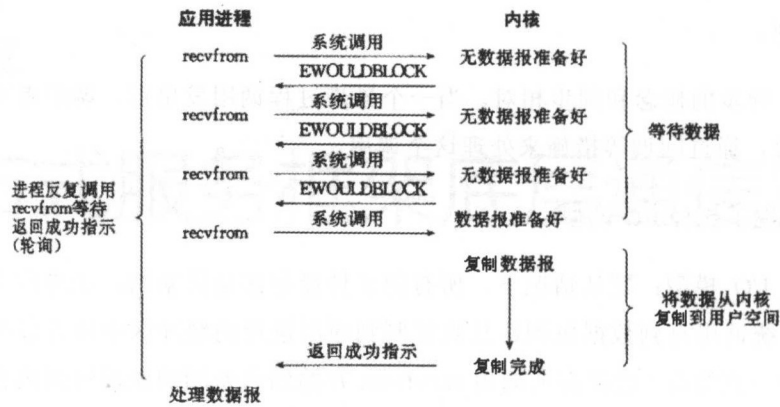 应用进程
内核
recvfrom
系统调用
无数据报准备好
EWOULDBLOCK
recvfrom
系统调用
无数据报准备好
EWOULDBLOCK
等待数据
recvfrom
系统调用
无数据报准备好
EWOULDBLOCK
进程反复调用
recvfrom等待
返回成功指示
(轮询)
recvfrom
系统调用
数据报准备好
复制数据报
将数据从内核
复制到用户空间
返回成功指示
复制完成
处理数据报